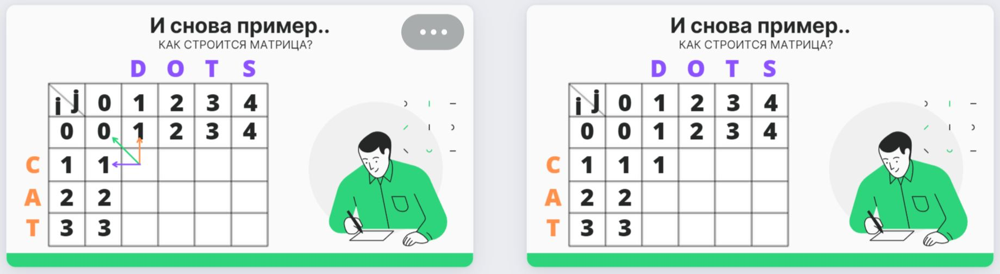 И снова пример..
КАК СТРОИТСЯ МАТРИЦА?
D O T S
i j 0 1 2 3 4
0 0 1 2 3 4
C 1 1
A 2 2
T 3 3
И снова пример..
КАК СТРОИТСЯ МАТРИЦА?
D O T S
i j 0 1 2 3 4
0 0 1 2 3 4
C 1 1 1
A 2 2
T 3 3